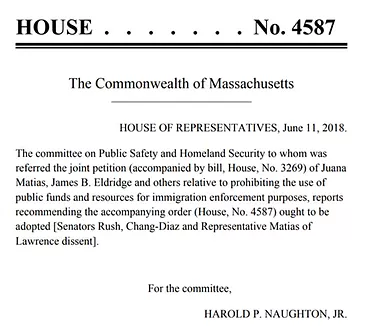 HOUSE . . . . . . . No. 4587
The Commonwealth of Massachusetts
HOUSE OF REPRESENTATIVES, June 11, 2018.
The committee on Public Safety and Homeland Security to whom was
referred the joint petition (accompanied by bill, House, No. 3269) of Juana
Matias, James B. Eldridge and others relative to prohibiting the use of
public funds and resources for immigration enforcement purposes, reports
recommending the accompanying order (House, No. 4587) ought to be
adopted [Senators Rush, Chang-Diaz and Representative Matias of
Lawrence dissent].
For the committee,
HAROLD P. NAUGHTON, JR.